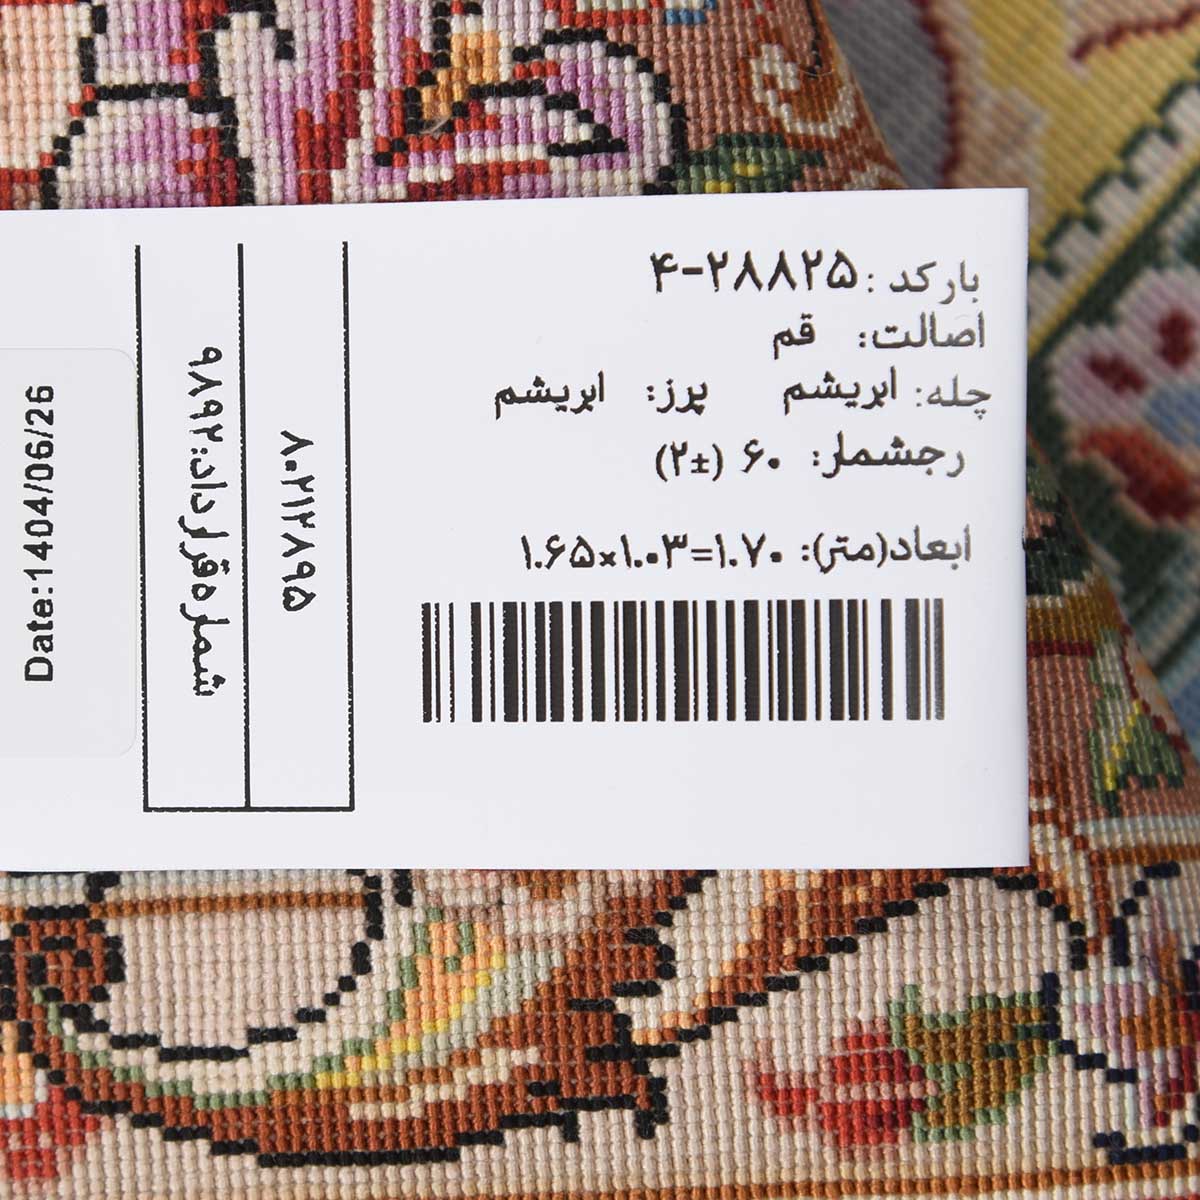 بارکد: ۲۸۸۲۵-۴
اصالت: قم
چله: ابریشم پرز: ابریشم
رجشمار: ۶۰ (±۲)
ابعاد(متر): ۱.۶۵×۱.۰۳=۱.۷۰
۸۰۲۱۲۸۹۵
شماره قرارداد: ۹۸۹۲
Date:1404/06/26